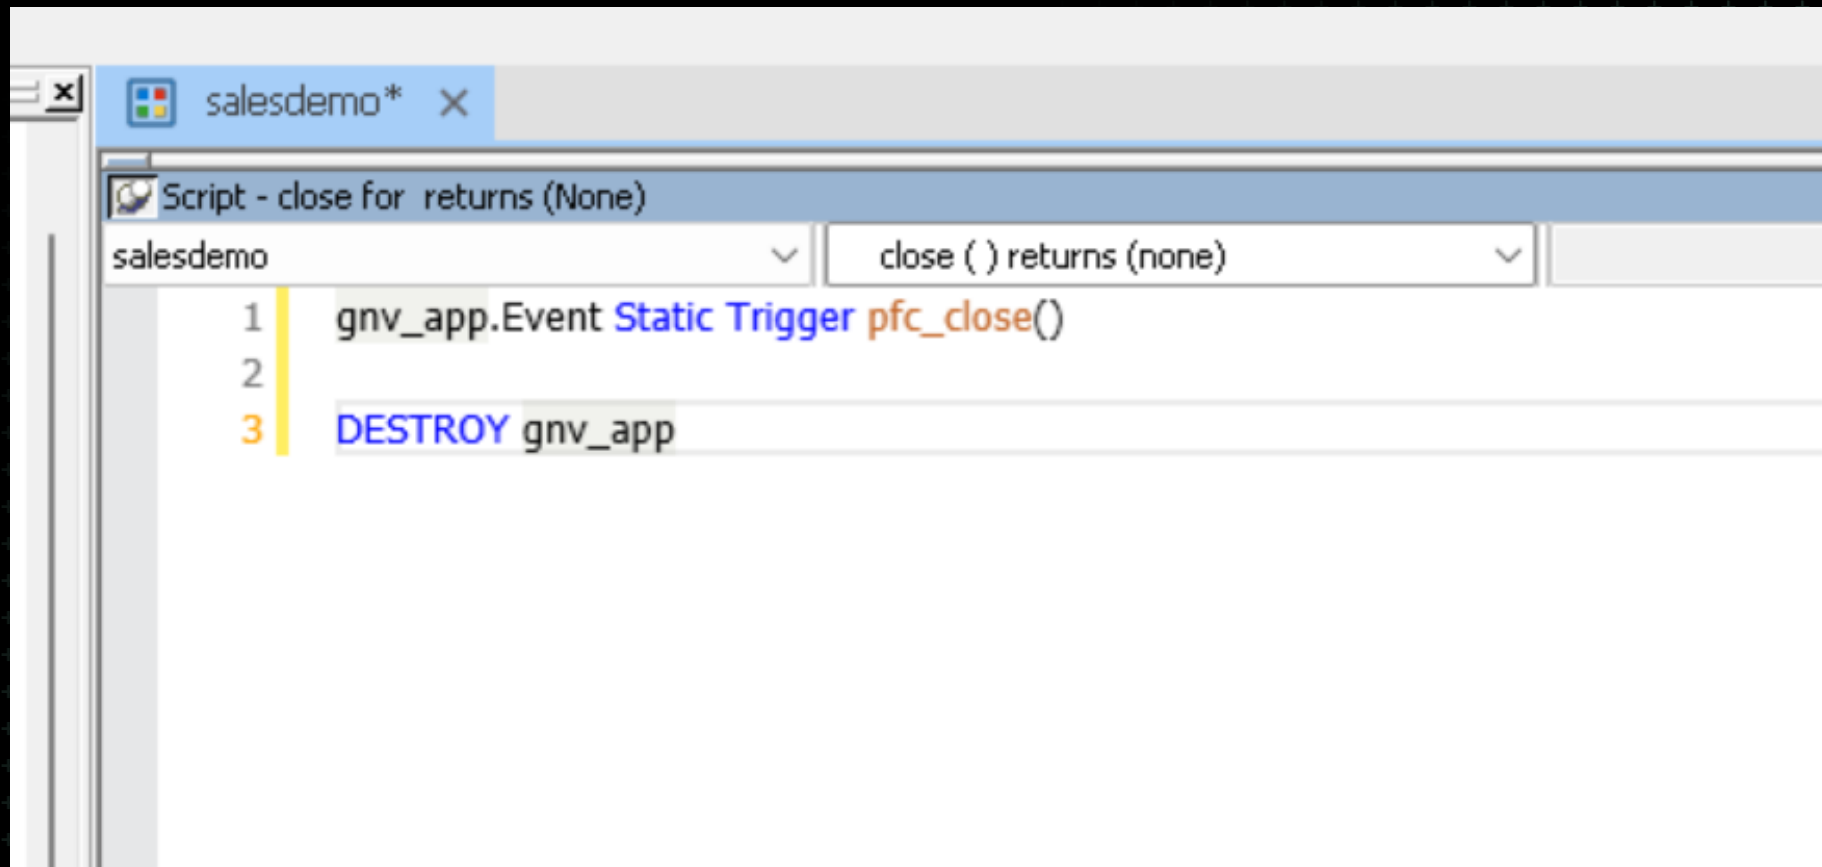 salesdemo*
Script - close for  returns (None)
salesdemo
close ( ) returns (none)
1 gnv_app.Event Static Trigger pfc_close()
2
3 DESTROY gnv_app